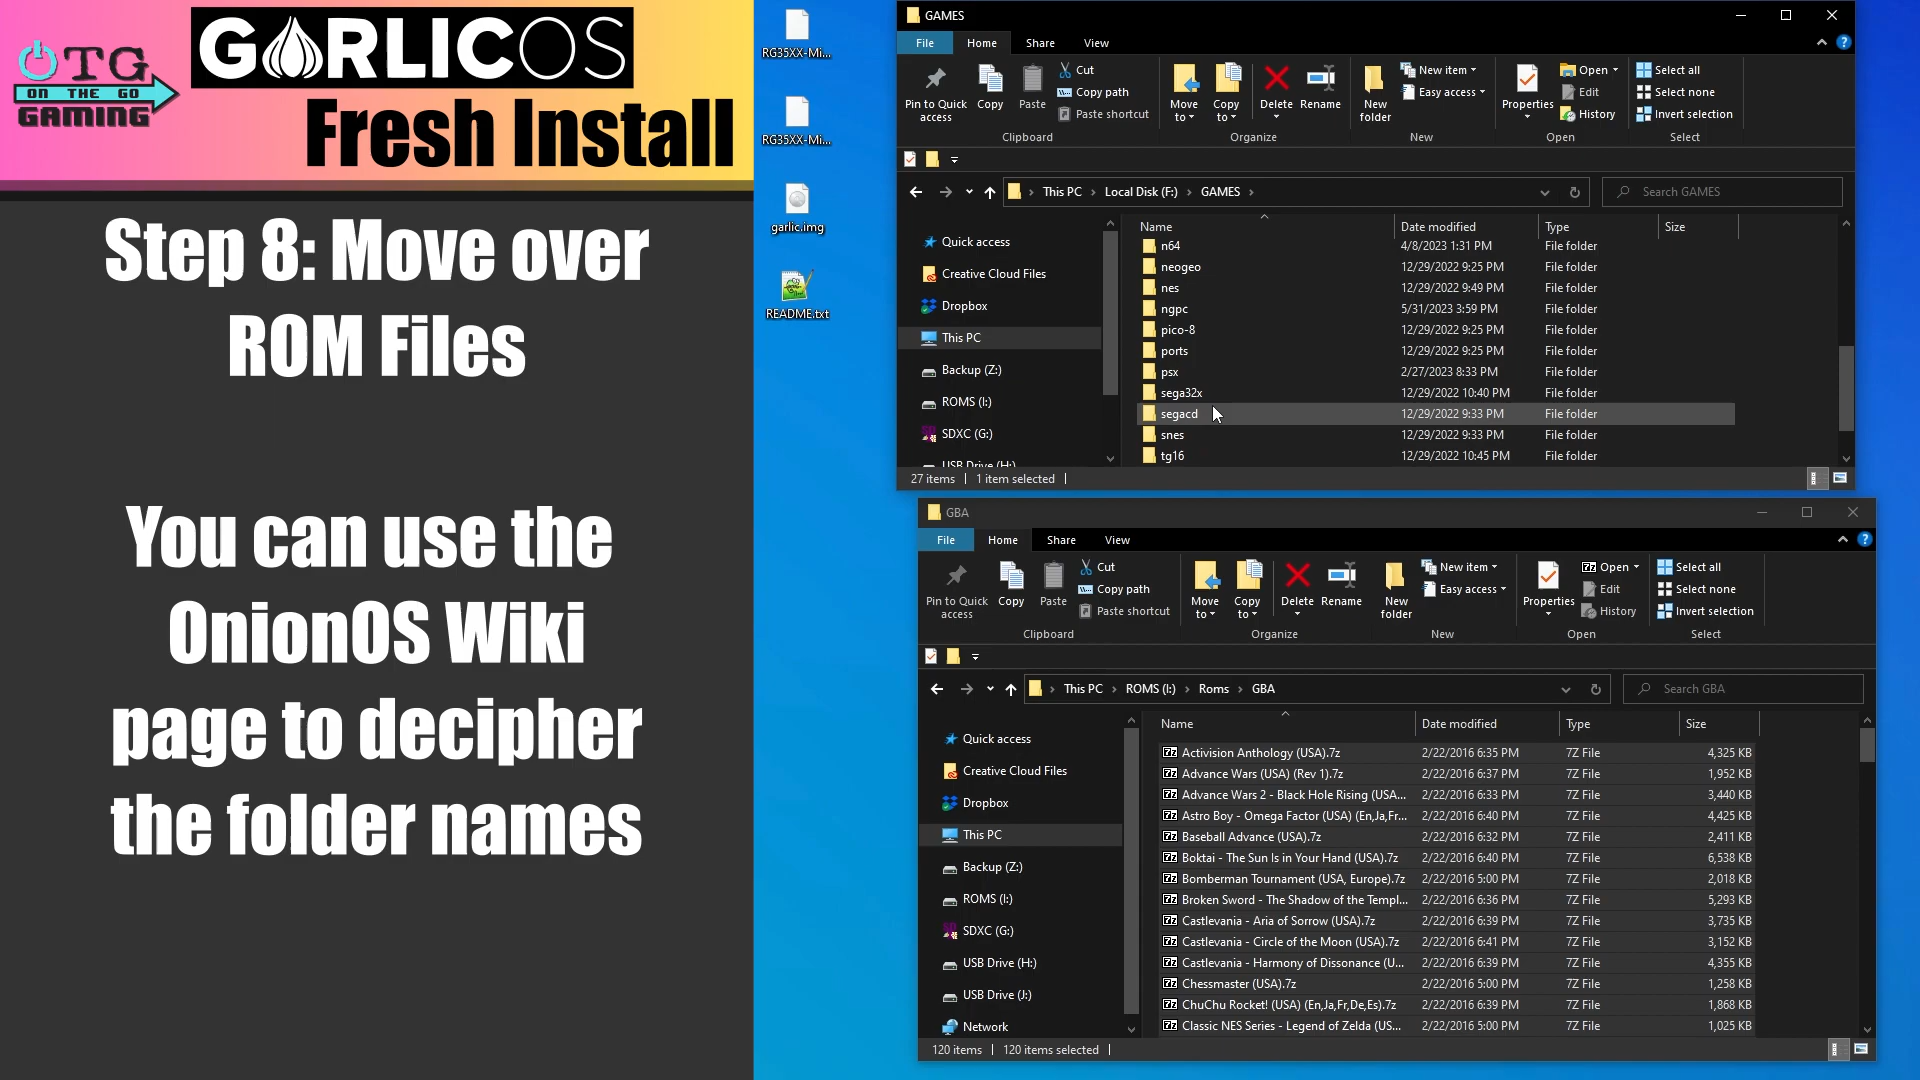 OTG
ON THE GO
GAMING
GARLICOS
Fresh Install
Step 8: Move over
ROM Files
You can use the
OnionOS Wiki
page to decipher
the folder names
RG35XX-Mi...
RG35XX-Mi...
garlic.img
README.txt
GAMES
File Home Share View
Pin to Quick access
Copy
Paste
Cut
Copy path
Paste shortcut
Move to
Copy to
Delete
Rename
New folder
New item
Easy access
Properties
Open
Edit
History
Select all
Select none
Invert selection
Clipboard Organize New Open Select
This PC > Local Disk (F:) > GAMES >
Search GAMES
Quick access
Creative Cloud Files
Dropbox
This PC
Backup (Z:)
ROMS (I:)
SDXC (G:)
USB Drive (H:)
Name Date modified Type Size
n64 4/8/2023 1:31 PM File folder
neogeo 12/29/2022 9:25 PM File folder
nes 12/29/2022 9:49 PM File folder
ngpc 5/31/2023 3:59 PM File folder
pico-8 12/29/2022 9:25 PM File folder
ports 12/29/2022 9:25 PM File folder
psx 2/27/2023 8:33 PM File folder
sega32x 12/29/2022 10:40 PM File folder
segacd 12/29/2022 9:33 PM File folder
snes 12/29/2022 9:33 PM File folder
tg16 12/29/2022 10:45 PM File folder
27 items 1 item selected
GBA
File Home Share View
Pin to Quick access
Copy
Paste
Cut
Copy path
Paste shortcut
Move to
Copy to
Delete
Rename
New folder
New item
Easy access
Properties
Open
Edit
History
Select all
Select none
Invert selection
Clipboard Organize New Open Select
This PC > ROMS (I:) > Roms > GBA
Search GBA
Quick access
Creative Cloud Files
Dropbox
This PC
Backup (Z:)
ROMS (I:)
SDXC (G:)
USB Drive (H:)
USB Drive (J:)
Network
Name Date modified Type Size
Activision Anthology (USA).7z 2/22/2016 6:35 PM 7Z File 4,325 KB
Advance Wars (USA) (Rev 1).7z 2/22/2016 6:37 PM 7Z File 1,952 KB
Advance Wars 2 - Black Hole Rising (USA... 2/22/2016 6:33 PM 7Z File 3,440 KB
Astro Boy - Omega Factor (USA) (En,Ja,Fr... 2/22/2016 6:40 PM 7Z File 4,425 KB
Baseball Advance (USA).7z 2/22/2016 6:32 PM 7Z File 2,411 KB
Boktai - The Sun Is in Your Hand (USA).7z 2/22/2016 6:40 PM 7Z File 6,538 KB
Bomberman Tournament (USA, Europe).7z 2/22/2016 5:00 PM 7Z File 2,018 KB
Broken Sword - The Shadow of the Templ... 2/22/2016 6:36 PM 7Z File 5,293 KB
Castlevania - Aria of Sorrow (USA).7z 2/22/2016 6:39 PM 7Z File 3,735 KB
Castlevania - Circle of the Moon (USA).7z 2/22/2016 6:41 PM 7Z File 3,152 KB
Castlevania - Harmony of Dissonance (U... 2/22/2016 6:39 PM 7Z File 4,355 KB
Chessmaster (USA).7z 2/22/2016 5:00 PM 7Z File 1,258 KB
ChuChu Rocket! (USA) (En,Ja,Fr,De,Es).7z 2/22/2016 6:39 PM 7Z File 1,868 KB
Classic NES Series - Legend of Zelda (US... 2/22/2016 5:00 PM 7Z File 1,025 KB
120 items 120 items selected